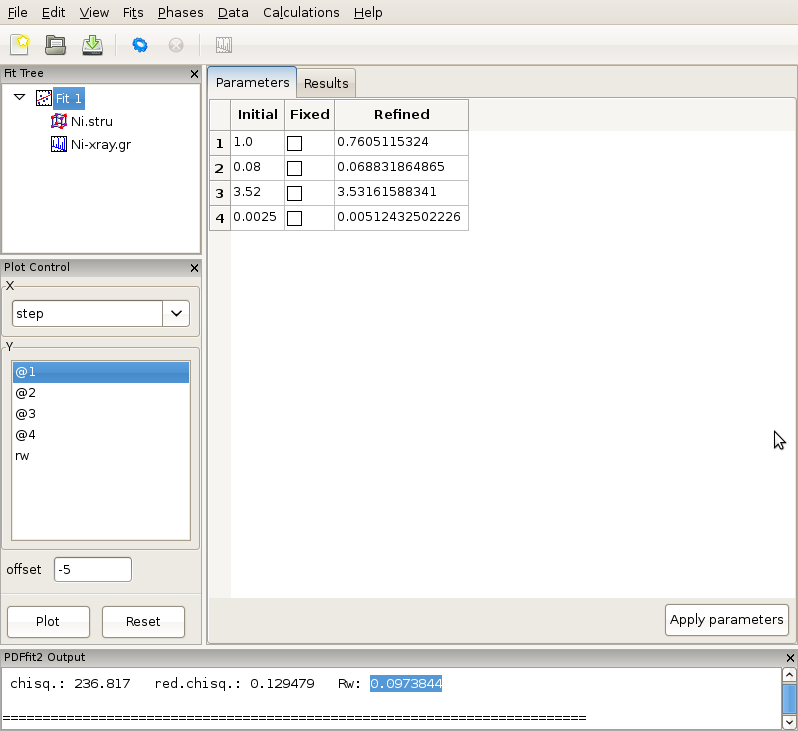 File Edit View Fits Phases Data Calculations Help
Fit Tree
Fit 1
Ni.stru
Ni-xray.gr
Parameters Results
Initial Fixed Refined
1 1.0 0.7605115324
2 0.08 0.068831864865
3 3.52 3.53161588341
4 0.0025 0.00512432502226
Plot Control
X
step
Y
@1
@2
@3
@4
rw
offset -5
Plot Reset
Apply parameters
PDFfit2 Output
chisq.: 236.817 red.chisq.: 0.129479 Rw: 0.0973844
========================================================================